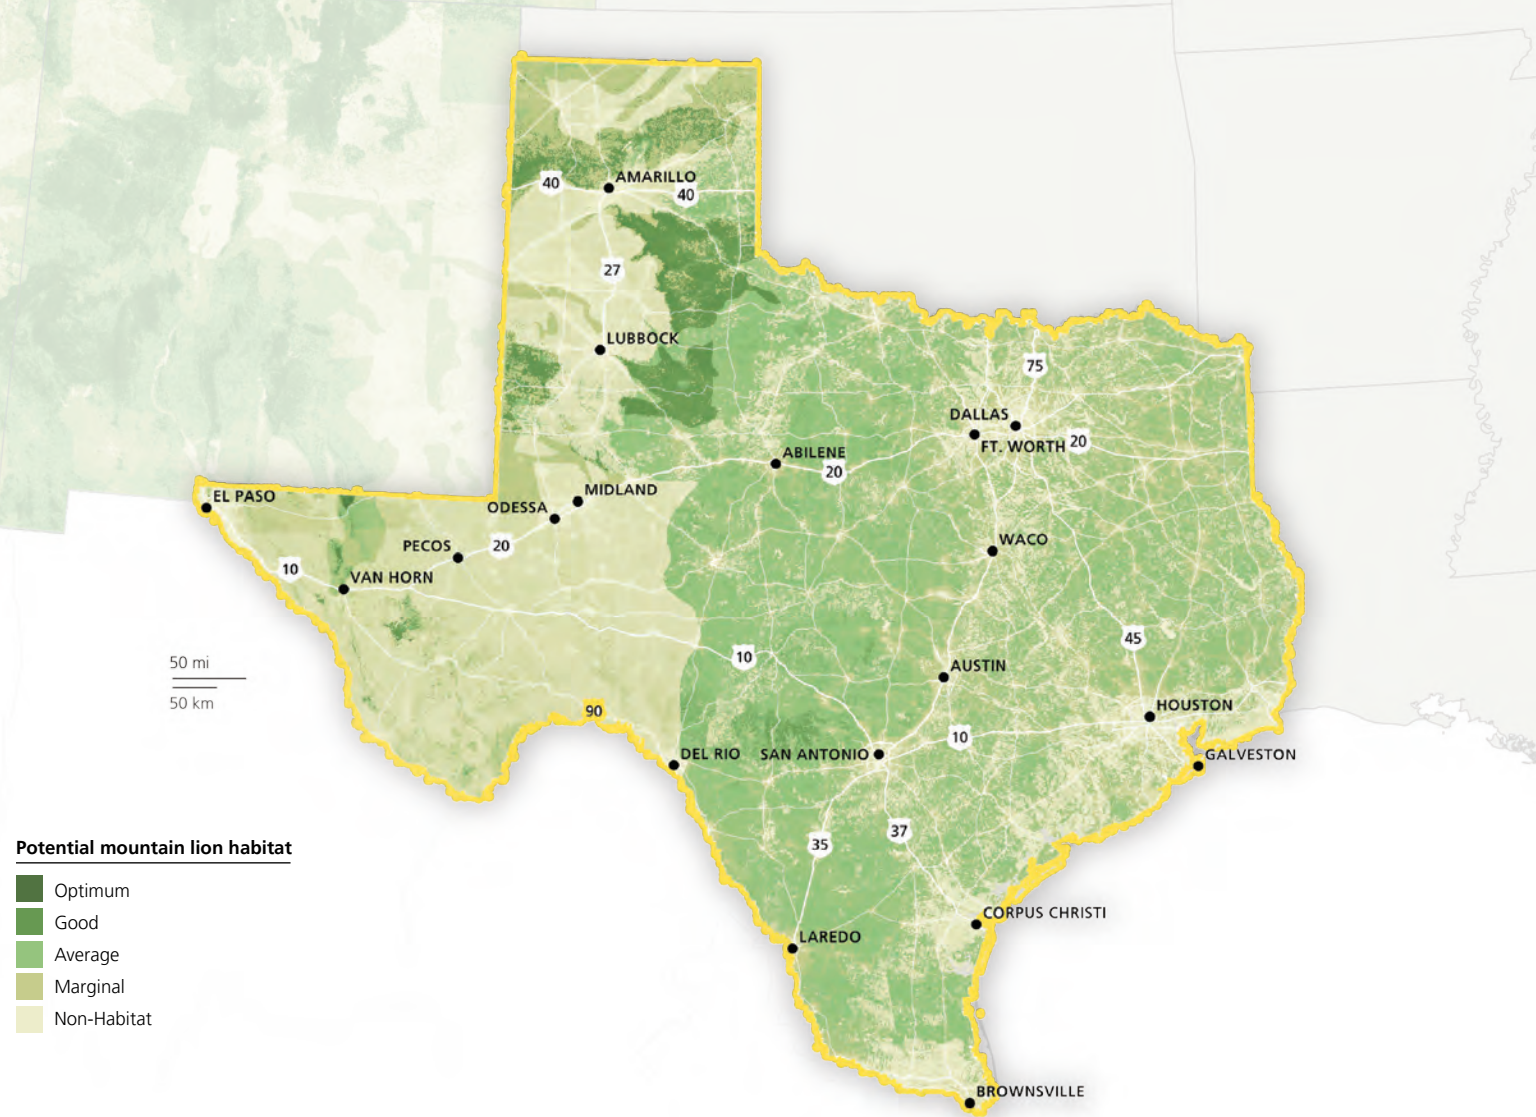 AMARILLO
40
40
27
LUBBOCK
75
DALLAS
FT. WORTH
20
ABILENE
20
EL PASO
MIDLAND
ODESSA
PECOS
20
WACO
10
VAN HORN
45
10
AUSTIN
50 mi
50 km
90
HOUSTON
10
DEL RIO
SAN ANTONIO
GALVESTON
37
35
Potential mountain lion habitat
Optimum
Good
Average
Marginal
Non-Habitat
CORPUS CHRISTI
LAREDO
BROWNSVILLE